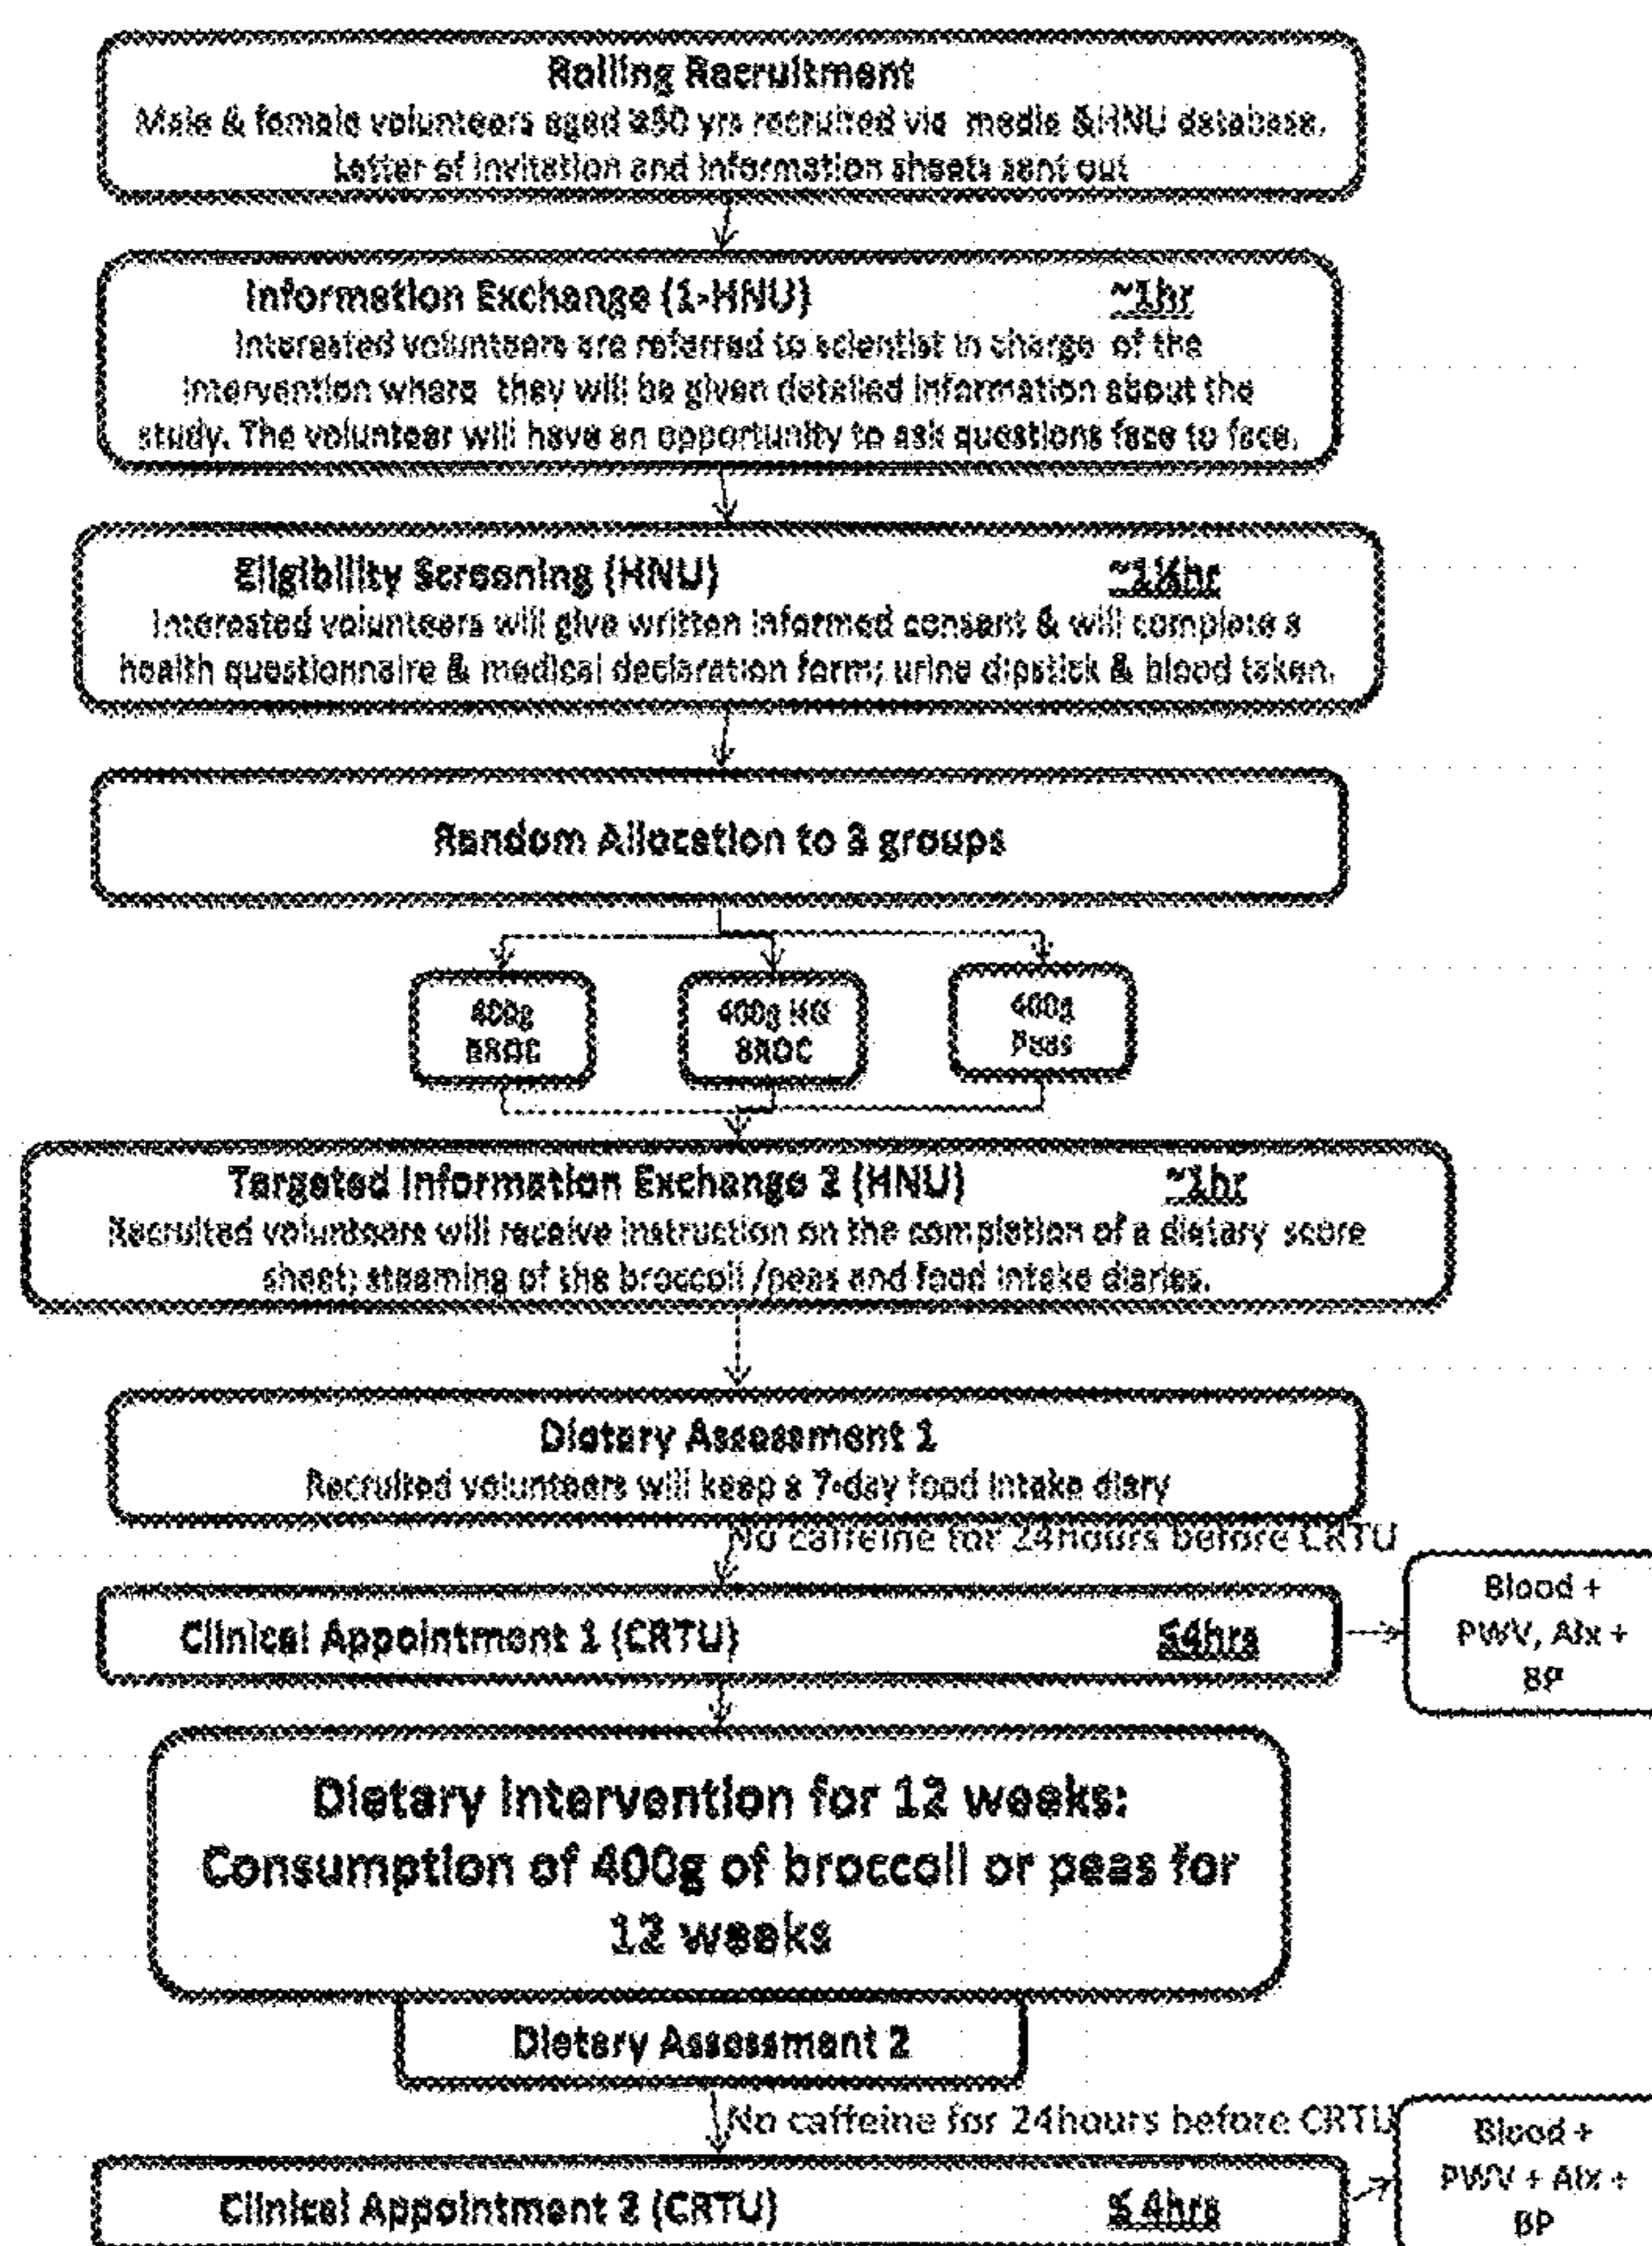 Rolling Recruitment
Male & female volunteers aged ≥50 yrs recruited via media &HNU database.
Letter of invitation and information sheets sent out
Information Exchange (1-HNU) ~1hr
Interested volunteers are referred to scientist in charge of the
intervention where they will be given detailed information about the
study. The volunteer will have an opportunity to ask questions face to face.
Eligibility Screening (HNU) ~1½hr
Interested volunteers will give written informed consent & will complete a
health questionnaire & medical declaration form; urine dipstick & blood taken.
Random Allocation to 3 groups
400g
BROC
400g HG
BROC
400g
Peas
Targeted Information Exchange 2 (HNU) ~1hr
Recruited volunteers will receive instruction on the completion of a dietary score
sheet; steaming of the broccoli /peas and food intake diaries.
Dietary Assessment 1
Recruited volunteers will keep a 7-day food intake diary
No caffeine for 24hours before CRTU
Clinical Appointment 1 (CRTU) ≤4hrs
Blood +
PWV, AIx +
BP
Dietary Intervention for 12 weeks:
Consumption of 400g of broccoli or peas for
12 weeks
Dietary Assessment 2
No caffeine for 24hours before CRTU
Clinical Appointment 2 (CRTU) ≤ 4hrs
Blood +
PWV + AIx +
BP